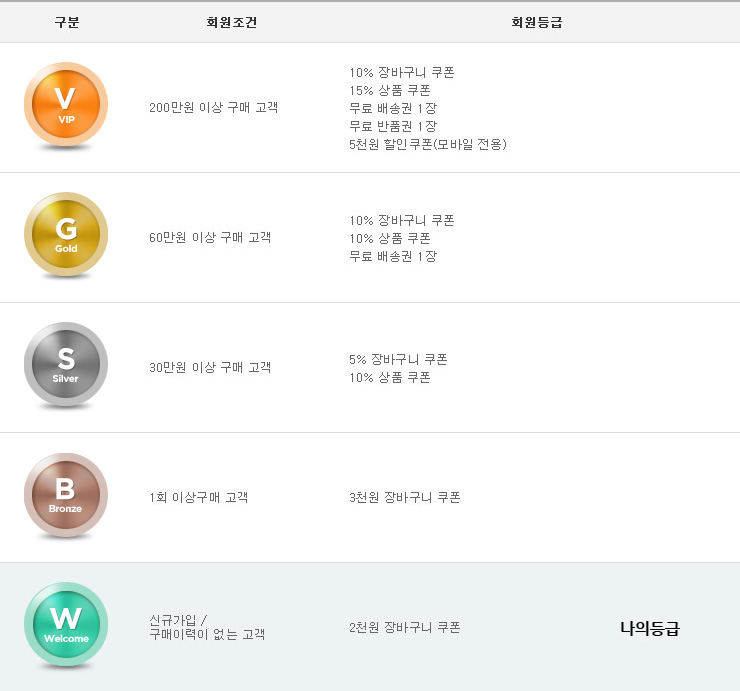 구분 회원조건 회원등급
V
VIP
200만원 이상 구매 고객
10% 장바구니 쿠폰
15% 상품 쿠폰
무료 배송권 1장
무료 반품권 1장
5천원 할인쿠폰(모바일 전용)
G
Gold
60만원 이상 구매 고객
10% 장바구니 쿠폰
10% 상품 쿠폰
무료 배송권 1장
S
Silver
30만원 이상 구매 고객
5% 장바구니 쿠폰
10% 상품 쿠폰
B
Bronze
1회 이상구매 고객
3천원 장바구니 쿠폰
W
Welcome
신규가입 /
구매이력이 없는 고객
2천원 장바구니 쿠폰
나의등급